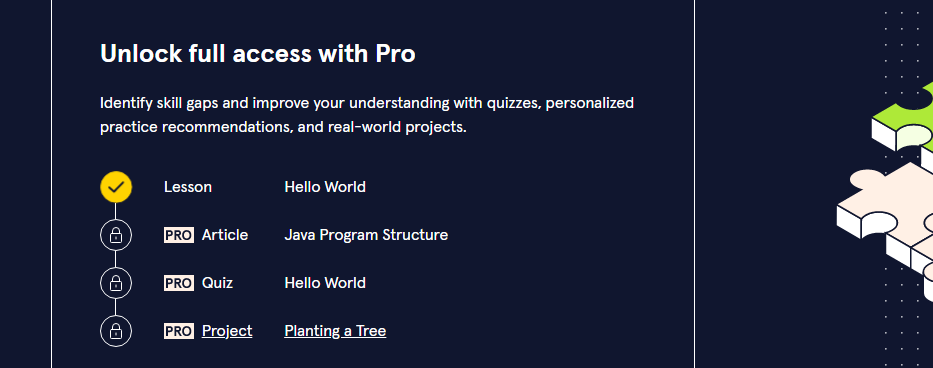 Unlock full access with Pro
Identify skill gaps and improve your understanding with quizzes, personalized
practice recommendations, and real-world projects.
Lesson Hello World
PRO Article Java Program Structure
PRO Quiz Hello World
PRO Project Planting a Tree